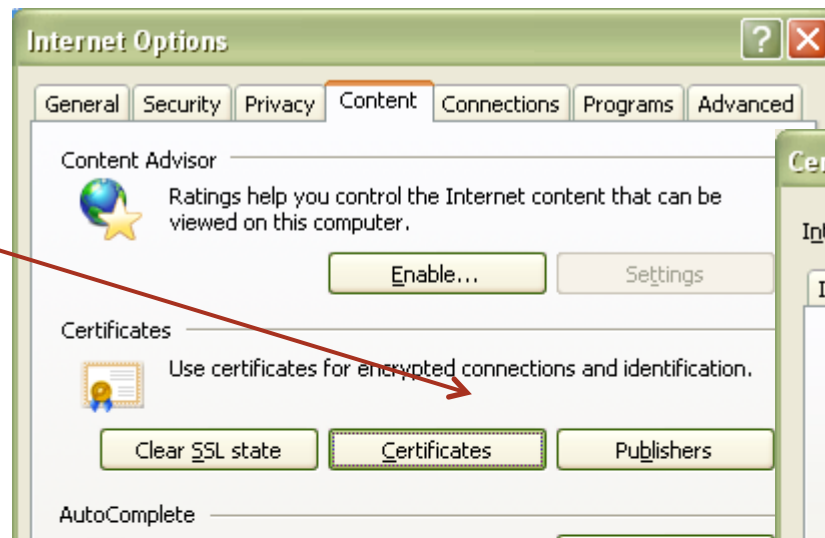 Internet Options
General Security Privacy Content Connections Programs Advanced
Content Advisor
Ratings help you control the Internet content that can be
viewed on this computer.
Enable... Settings
Certificates
Use certificates for encrypted connections and identification.
Clear SSL state Certificates Publishers
AutoComplete